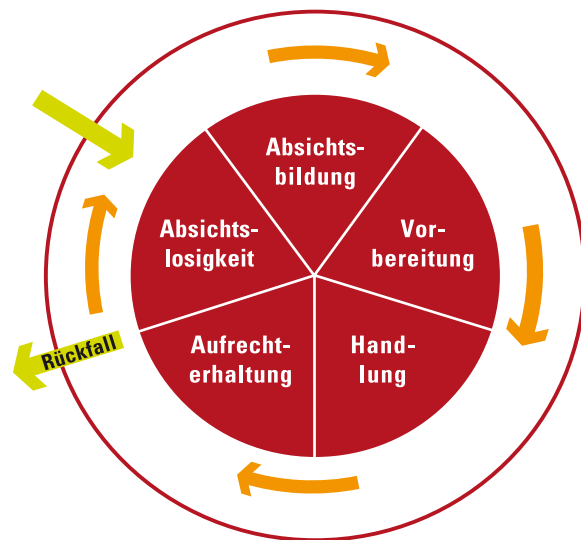 Absichts-
bildung
Vor-
bereitung
Hand-
lung
Aufrecht-
erhaltung
Absichts-
losigkeit
Rückfall